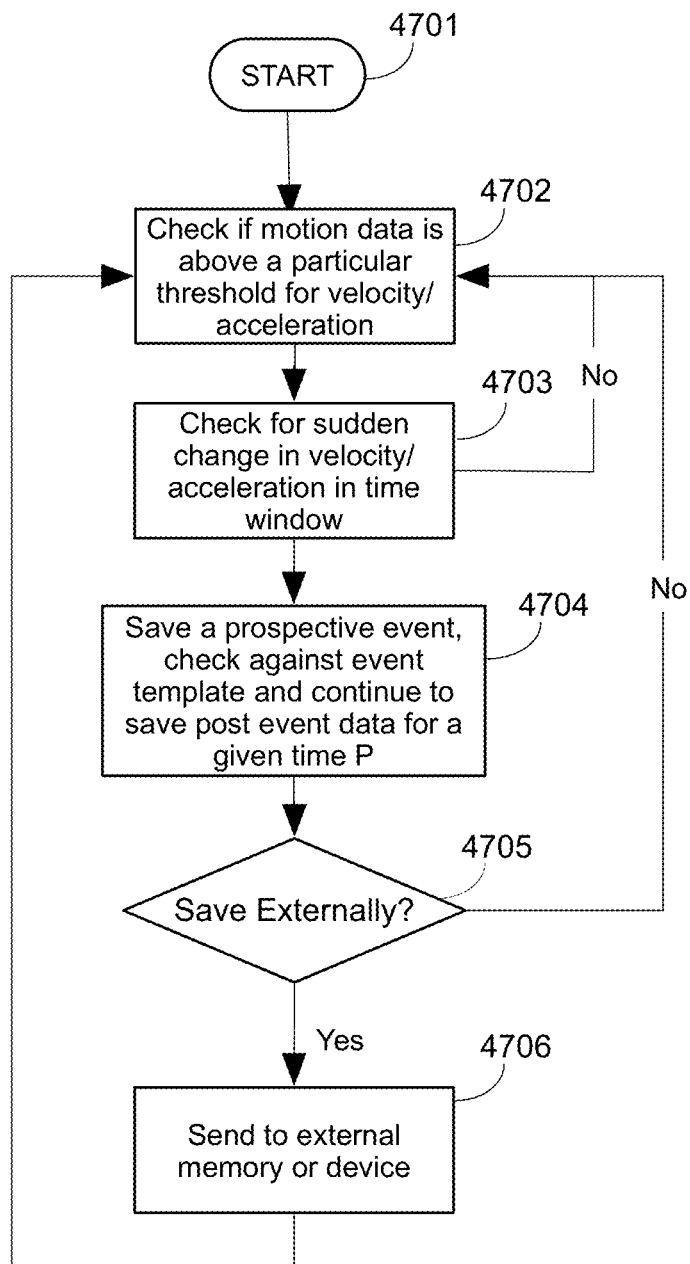 4701
START
4702
Check if motion data is
above a particular
threshold for velocity/
acceleration
4703
No
Check for sudden
change in velocity/
acceleration in time
window
No
4704
Save a prospective event,
check against event
template and continue to
save post event data for a
given time P
4705
Save Externally?
Yes
4706
Send to external
memory or device